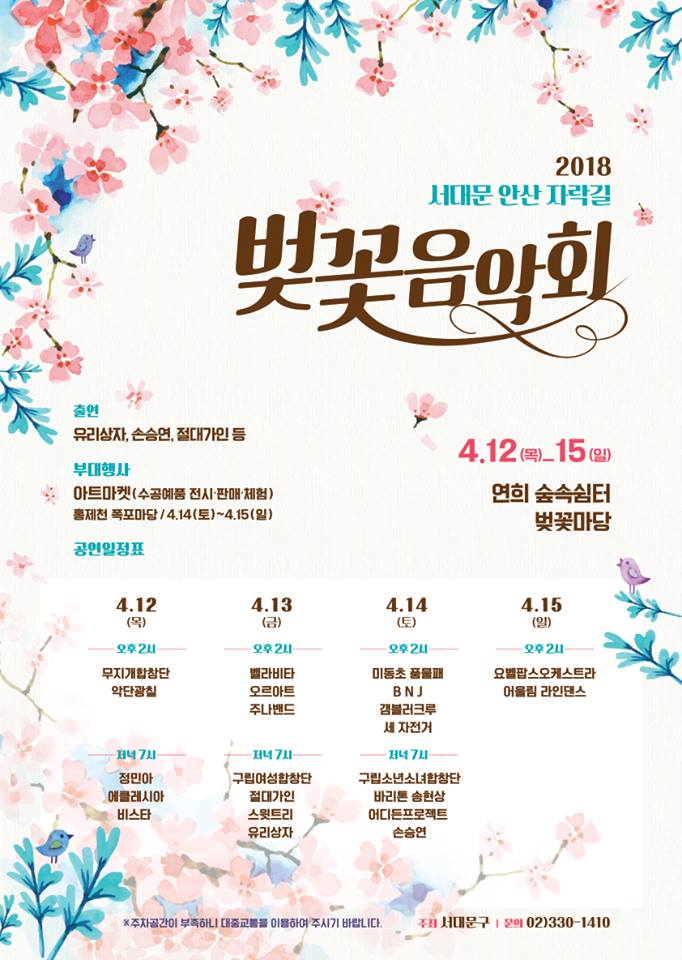 2018
서대문 안산 자락길
벚꽃음악회
출연
유리상자, 손승연, 절대가인 등
부대행사
아트마켓(수공예품 전시·판매·체험)
홍제천 폭포마당 / 4.14(토)~4.15(일)
4.12(목)_15(일)
연희 숲속쉼터
벚꽃마당
공연일정표
4.12
(목)
오후 2시
무지개합창단
악단광칠
저녁 7시
정민아
에클레시아
비스타
4.13
(금)
오후 2시
벨라비타
오르아트
주나밴드
저녁 7시
구립여성합창단
절대가인
스윗트리
유리상자
4.14
(토)
오후 2시
미동초 풍물패
B N J
갬블러크루
세 자전거
저녁 7시
구립소년소녀합창단
바리톤 송현상
어디든프로젝트
손승연
4.15
(일)
오후 2시
요벨팝스오케스트라
어울림 라인댄스
※주차공간이 부족하니 대중교통을 이용하여 주시기 바랍니다.
주최 서대문구 | 문의 02)330-1410